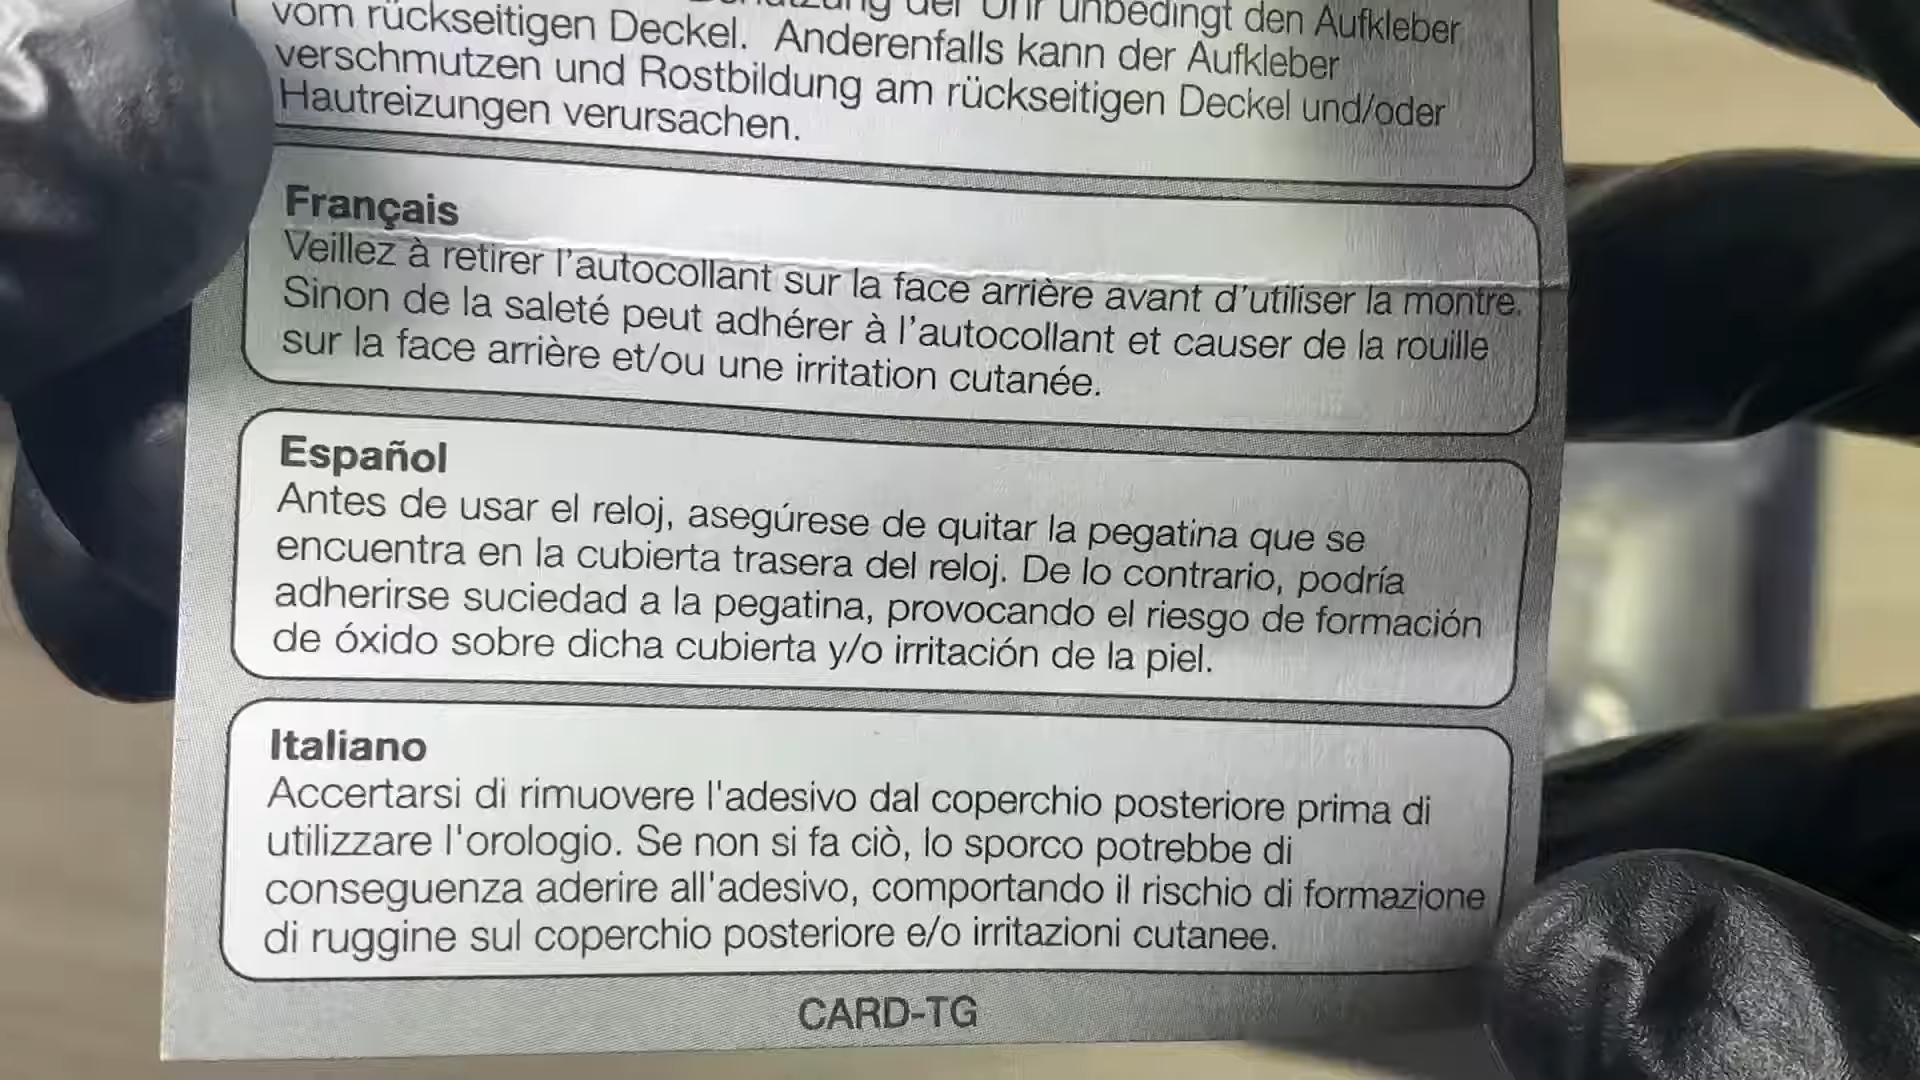 der Uhr unbedingt den Aufkleber
vom rückseitigen Deckel. Anderenfalls kann der Aufkleber
verschmutzen und Rostbildung am rückseitigen Deckel und/oder
Hautreizungen verursachen.
Français
Veillez à retirer l'autocollant sur la face arrière avant d'utiliser la montre.
Sinon de la saleté peut adhérer à l'autocollant et causer de la rouille
sur la face arrière et/ou une irritation cutanée.
Español
Antes de usar el reloj, asegúrese de quitar la pegatina que se
encuentra en la cubierta trasera del reloj. De lo contrario, podría
adherirse suciedad a la pegatina, provocando el riesgo de formación
de óxido sobre dicha cubierta y/o irritación de la piel.
Italiano
Accertarsi di rimuovere l'adesivo dal coperchio posteriore prima di
utilizzare l'orologio. Se non si fa ciò, lo sporco potrebbe di
conseguenza aderire all'adesivo, comportando il rischio di formazione
di ruggine sul coperchio posteriore e/o irritazioni cutanee.
CARD-TG